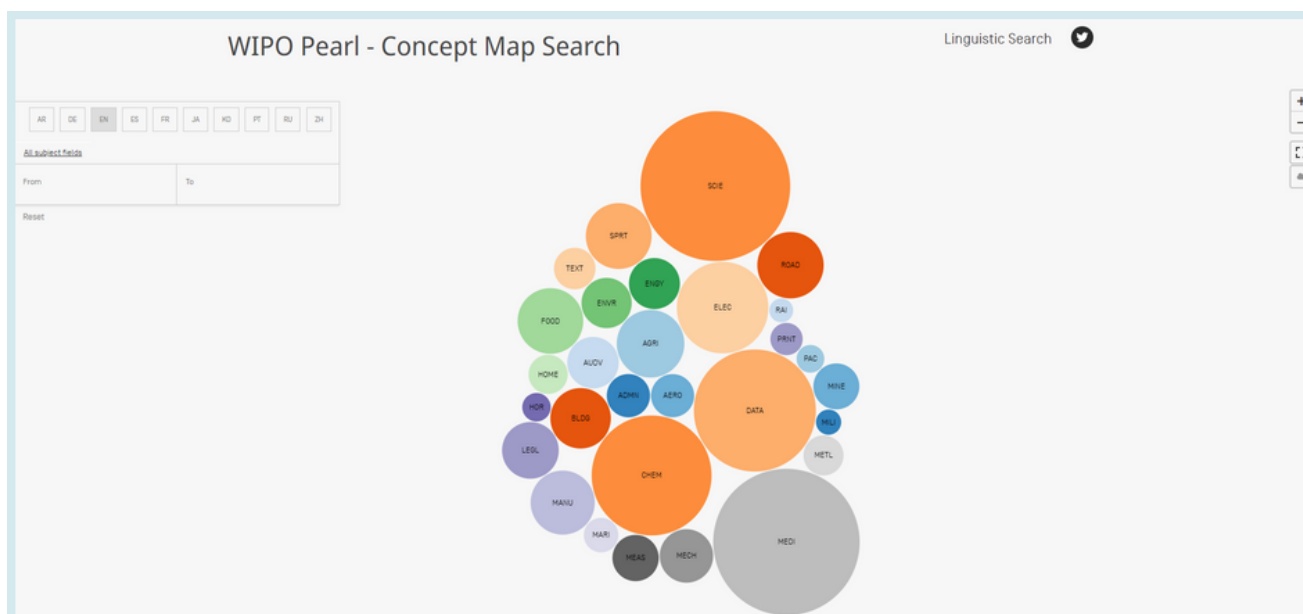 WIPO Pearl - Concept Map Search
Linguistic Search
AR DE EN ES FR JA KO PT RU ZH
All subject fields
From To
Reset
SCIE
SPRT
ROAD
TEXT
ENGY
ENVR
ELEC
RAI
FOOD
PRNT
AGRI
PAC
AUDV
HOME
MINE
ADMN
AERO
HOR
DATA
BLDG
MILI
LEGL
METL
CHEM
MANU
MARI
MEDI
MEAS
MECH